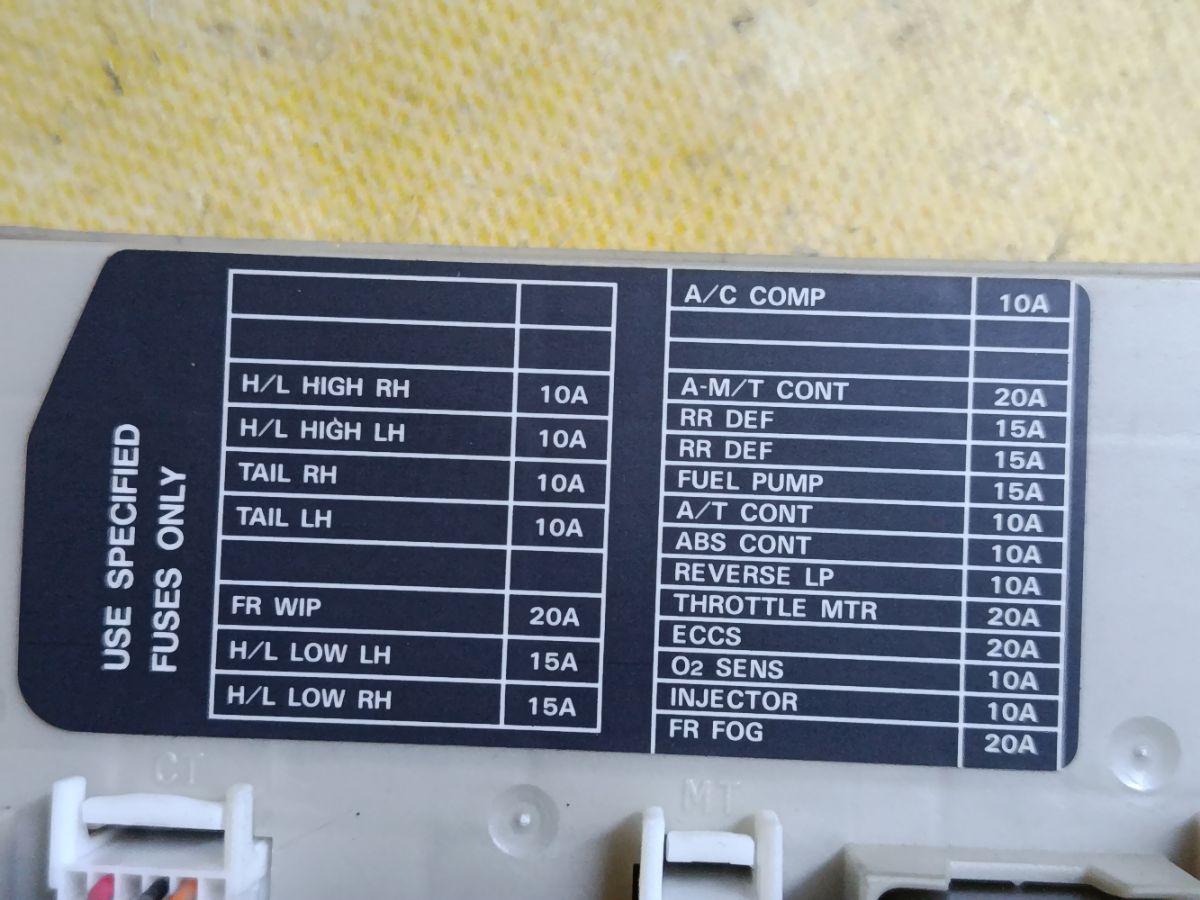 USE SPECIFIED
FUSES ONLY
H/L HIGH RH 10A
H/L HIGH LH 10A
TAIL RH 10A
TAIL LH 10A
FR WIP 20A
H/L LOW LH 15A
H/L LOW RH 15A
A/C COMP 10A
A-M/T CONT 20A
RR DEF 15A
RR DEF 15A
FUEL PUMP 15A
A/T CONT 10A
ABS CONT 10A
REVERSE LP 10A
THROTTLE MTR 20A
ECCS 20A
O2 SENS 10A
INJECTOR 10A
FR FOG 20A
CT
MT